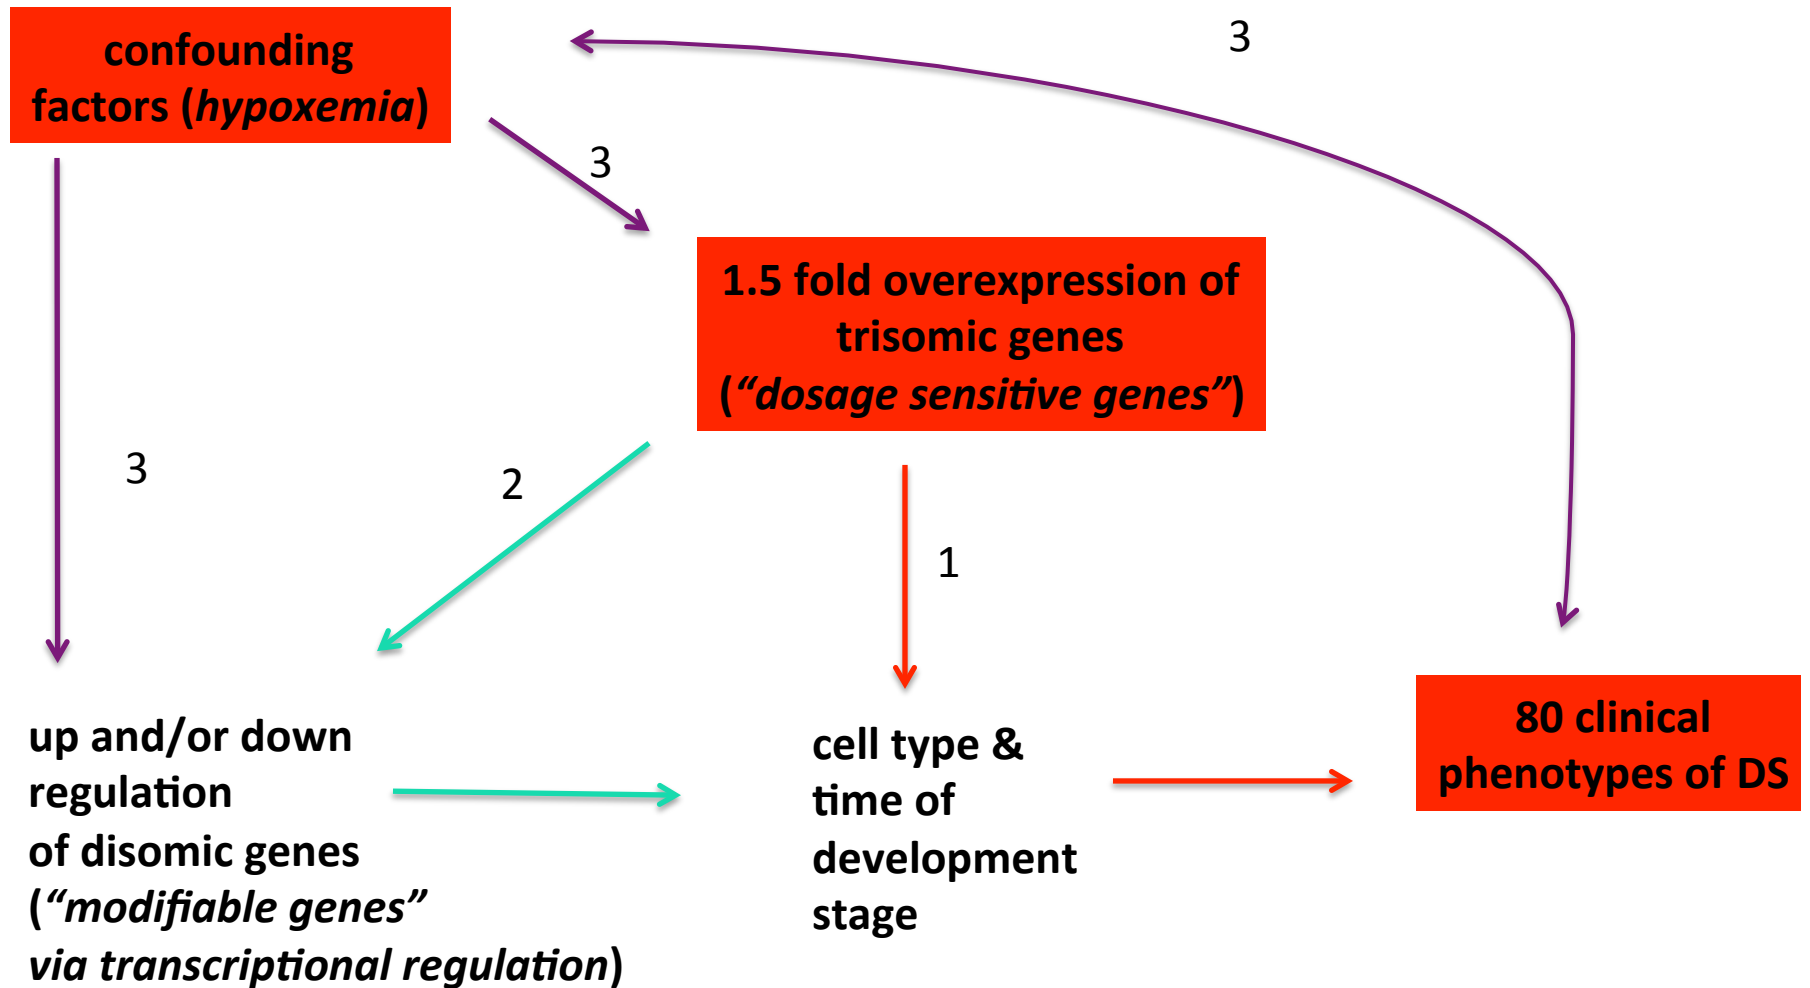 confounding
factors (hypoxemia)
3
3
1.5 fold overexpression of
trisomic genes
(“dosage sensitive genes”)
3
2
1
up and/or down
regulation
of disomic genes
(“modifiable genes”
via transcriptional regulation)
cell type &
time of
development
stage
80 clinical
phenotypes of DS